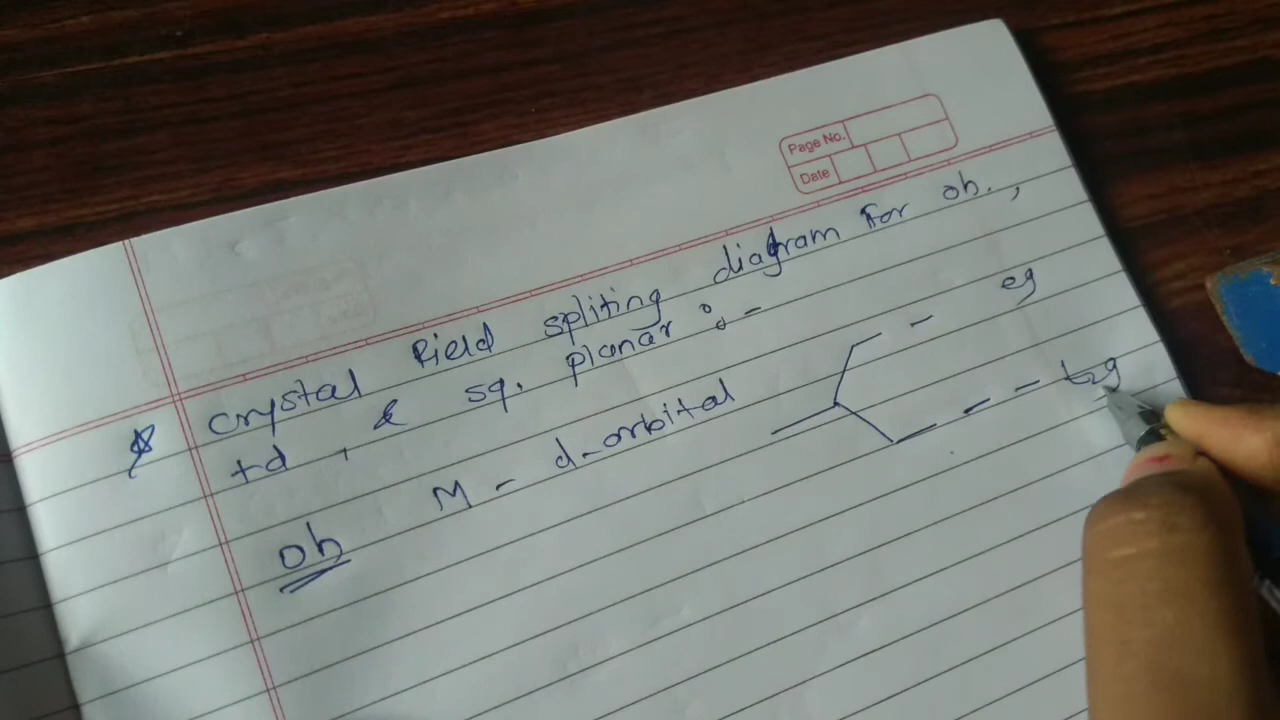 Page No.
Date
Crystal Field spliting diagram For oh.,
td, & sq. planar :-
Oh M - d-orbital
eg
t2g